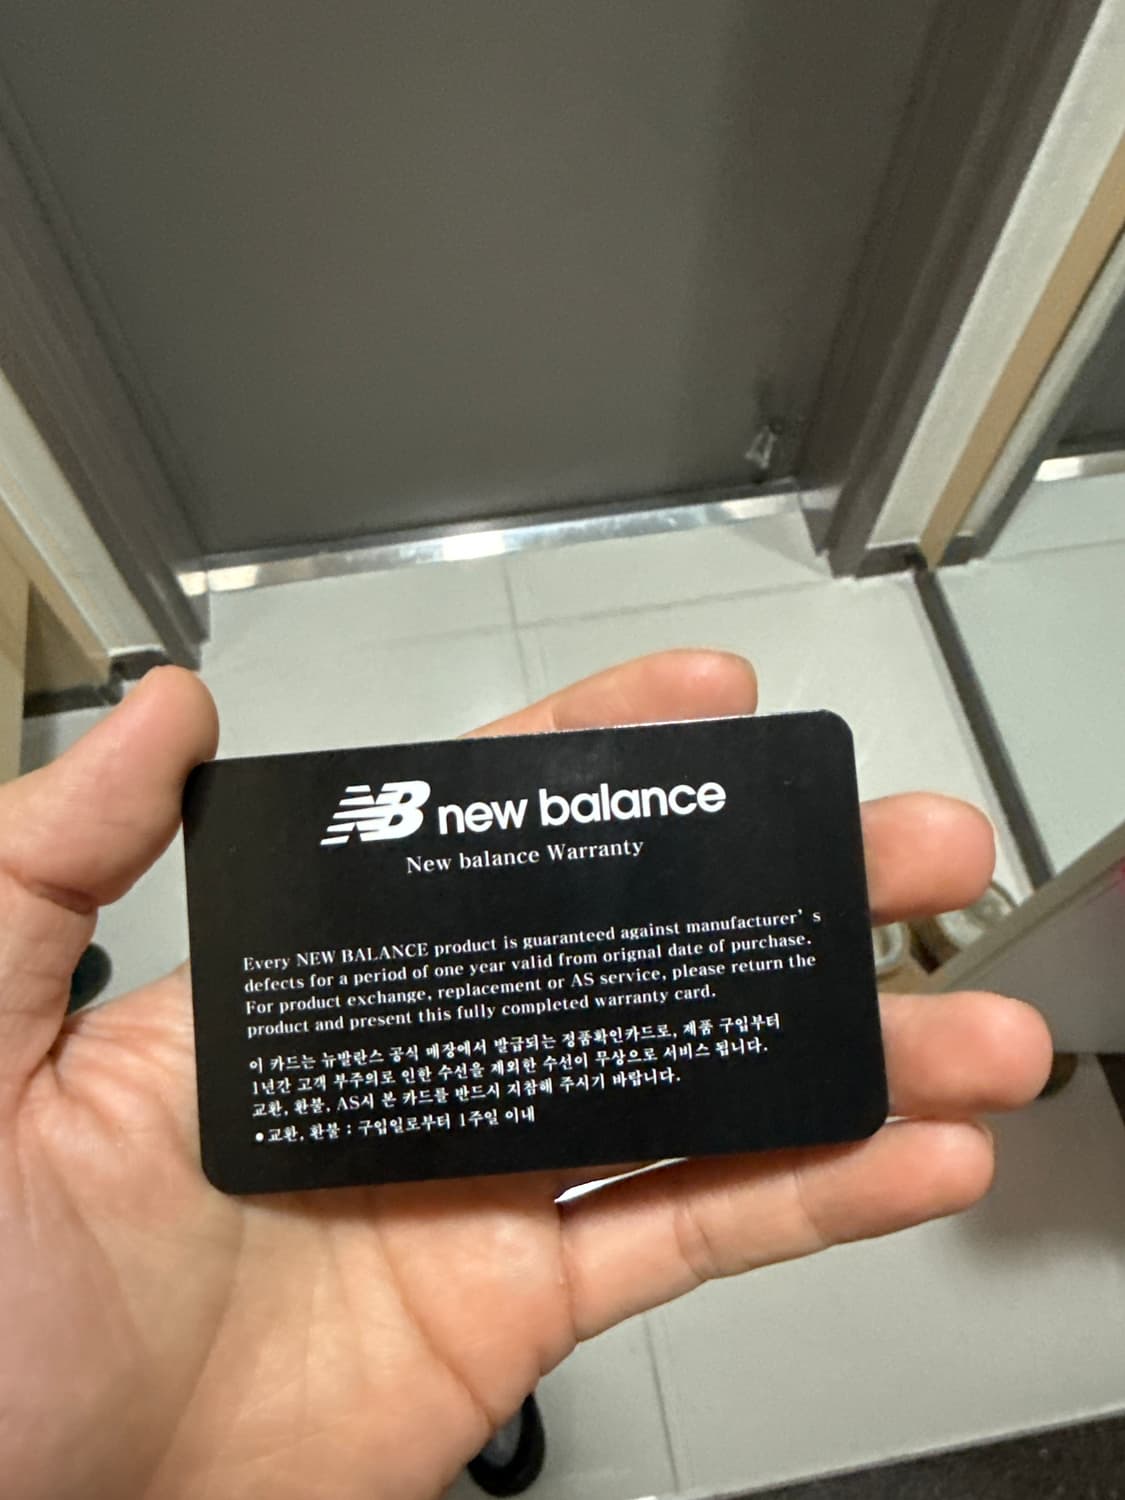 NB new balance
New balance Warranty
Every NEW BALANCE product is guaranteed against manufacturer's
defects for a period of one year valid from orignal date of purchase.
For product exchange, replacement or AS service, please return the
product and present this fully completed warranty card.
이 카드는 뉴발란스 공식 매장에서 발급되는 정품확인카드로, 제품 구입부터
1년간 고객 부주의로 인한 수선을 제외한 수선이 무상으로 서비스 됩니다.
교환, 환불, AS시 본 카드를 반드시 지참해 주시기 바랍니다.
●교환, 환불 : 구입일로부터 1주일 이내